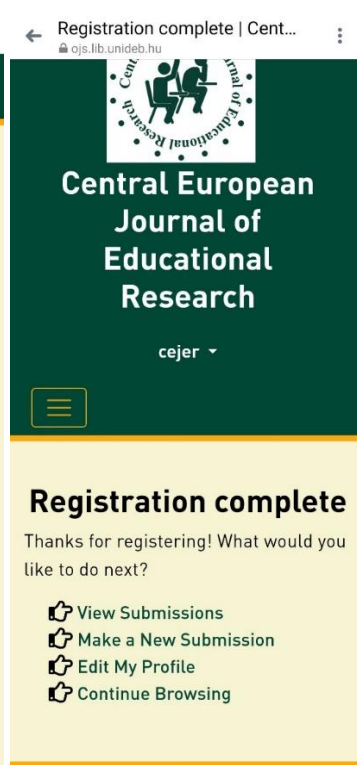 Registration complete | Cent...
ojs.lib.unideb.hu
Central European
Journal of
Educational
Research
cejer
Registration complete
Thanks for registering! What would you
like to do next?
View Submissions
Make a New Submission
Edit My Profile
Continue Browsing